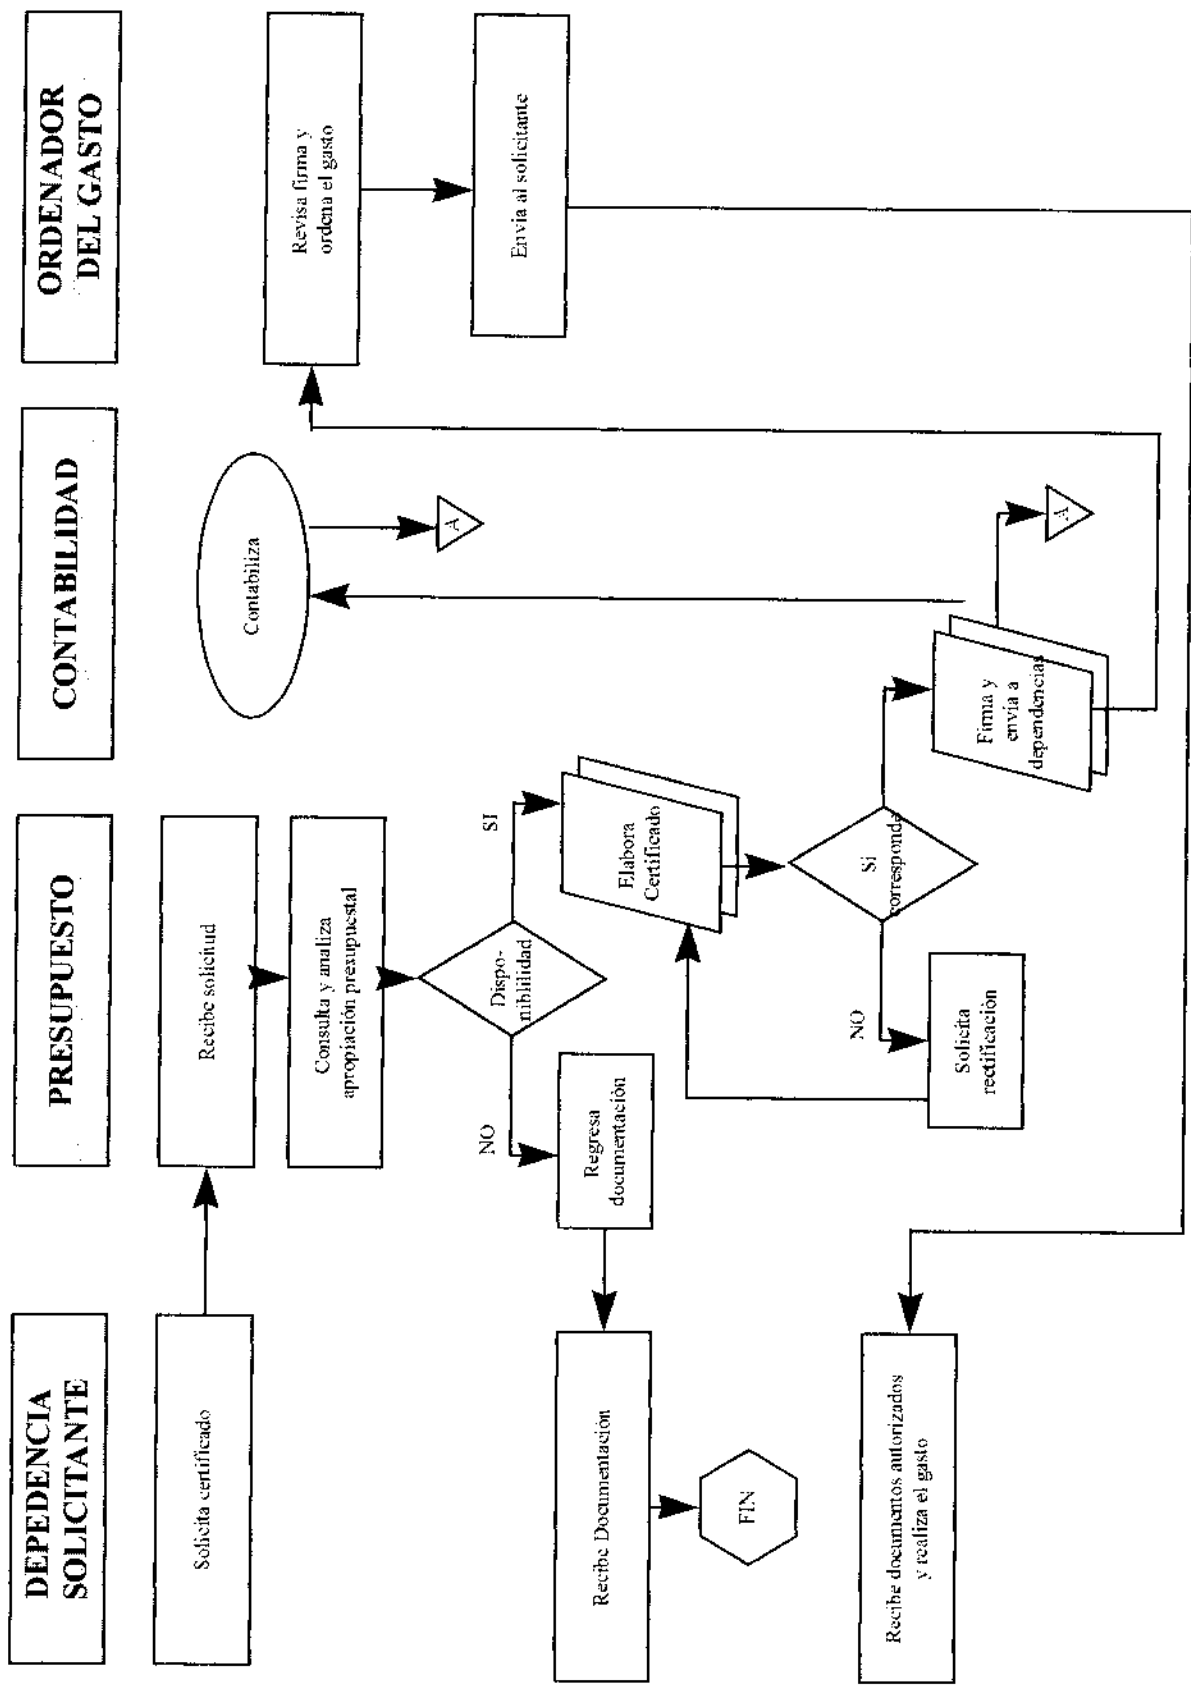 DEPEDENCIA
SOLICITANTE
PRESUPUESTO
CONTABILIDAD
ORDENADOR
DEL GASTO
Solicita certificado
Recibe solicitud
Consulta y analiza
apropiación presupuestal
Dispo-
niblilidad
NO
SI
Regresa
documentación
Recibe Documentación
FIN
Elabora
Certificado
Si
corresponde
NO
Solicita
rectificación
Firma y
envía a
dependencias
Contabiliza
A
A
Revisa firma y
ordena el gasto
Envia al solicitante
Recibe documentos autorizados
y realiza el gasto